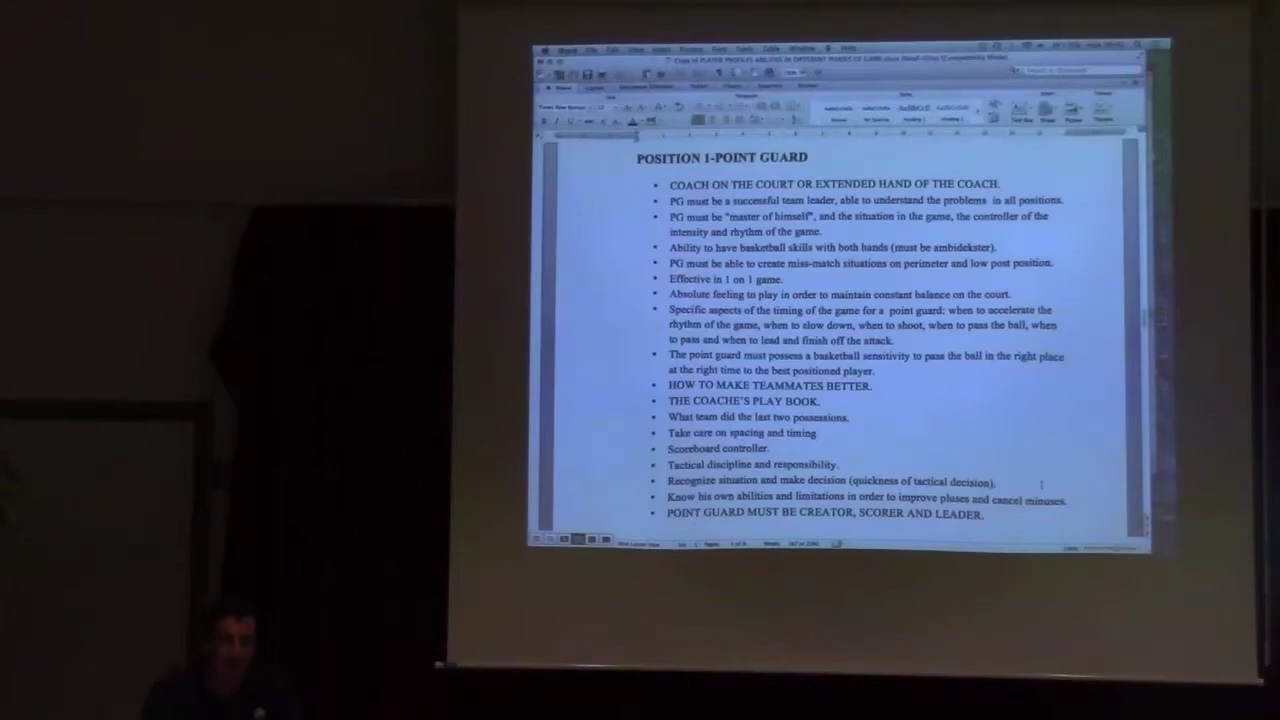 Copy of PLAYER PROFILES ABILITIES IN DIFFERENT PHASES OF GAME
POSITION 1-POINT GUARD
COACH ON THE COURT OR EXTENDED HAND OF THE COACH.
PG must be a successful team leader, able to understand the problems in all positions.
PG must be "master of himself", and the situation in the game, the controller of the
intensity and rhythm of the game.
Ability to have basketball skills with both hands (must be ambidekster).
PG must be able to create miss-match situations on perimeter and low post position.
Effective in 1 on 1 game.
Absolute feeling to play in order to maintain constant balance on the court.
Specific aspects of the timing of the game for a point guard: when to accelerate the
rhythm of the game, when to slow down, when to shoot, when to pass the ball, when
to pass and when to lead and finish off the attack.
The point guard must possess a basketball sensitivity to pass the ball in the right place
at the right time to the best positioned player.
HOW TO MAKE TEAMMATES BETTER.
THE COACHE'S PLAY BOOK.
What team did the last two possessions.
Take care on spacing and timing
Scoreboard controller.
Tactical discipline and responsibility.
Recognize situation and make decision (quickness of tactical decision).
Know his own abilities and limitations in order to improve pluses and cancel minuses.
POINT GUARD MUST BE CREATOR, SCORER AND LEADER.